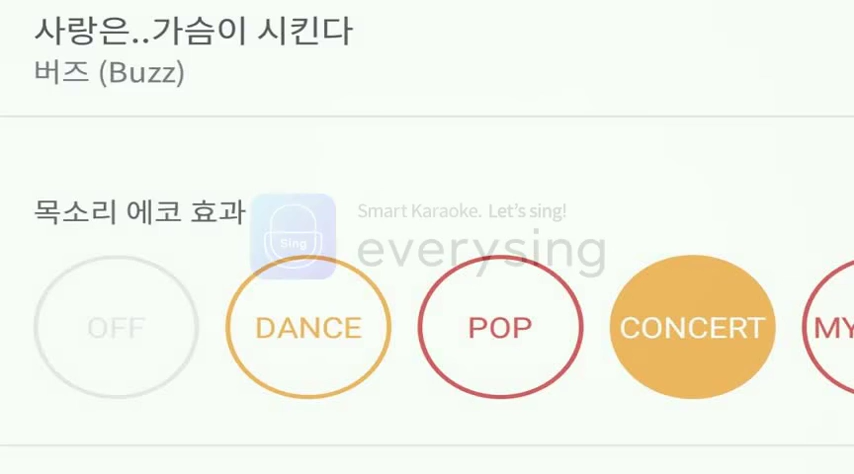 사랑은..가슴이 시킨다
버즈 (Buzz)
목소리 에코 효과
Sing
Smart Karaoke. Let's sing!
everysing
OFF
DANCE
POP
CONCERT
MY